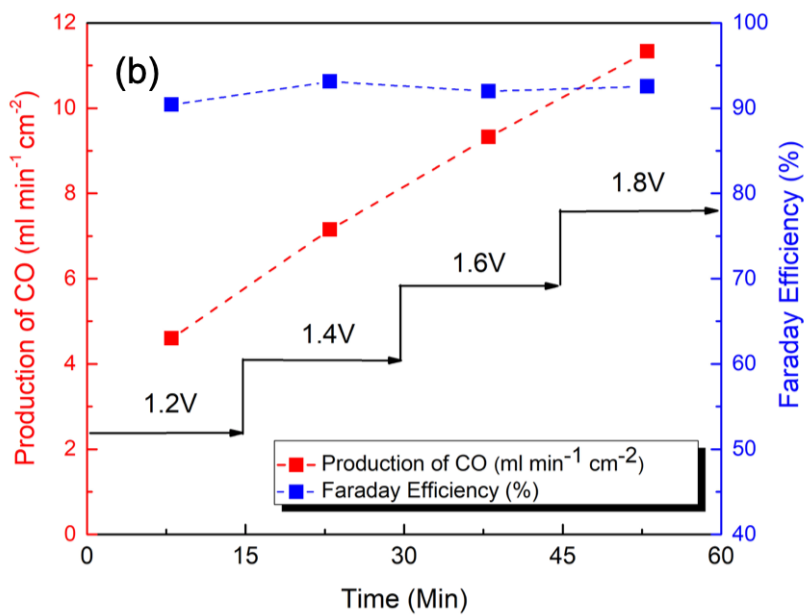 (b)
Production of CO (ml min⁻¹ cm⁻²)
12
10
8
6
4
2
0
100
90
80
70
60
50
40
Faraday Efficiency (%)
1.8V
1.6V
1.4V
1.2V
Production of CO (ml min⁻¹ cm⁻²)
Faraday Efficiency (%)
0 15 30 45 60
Time (Min)